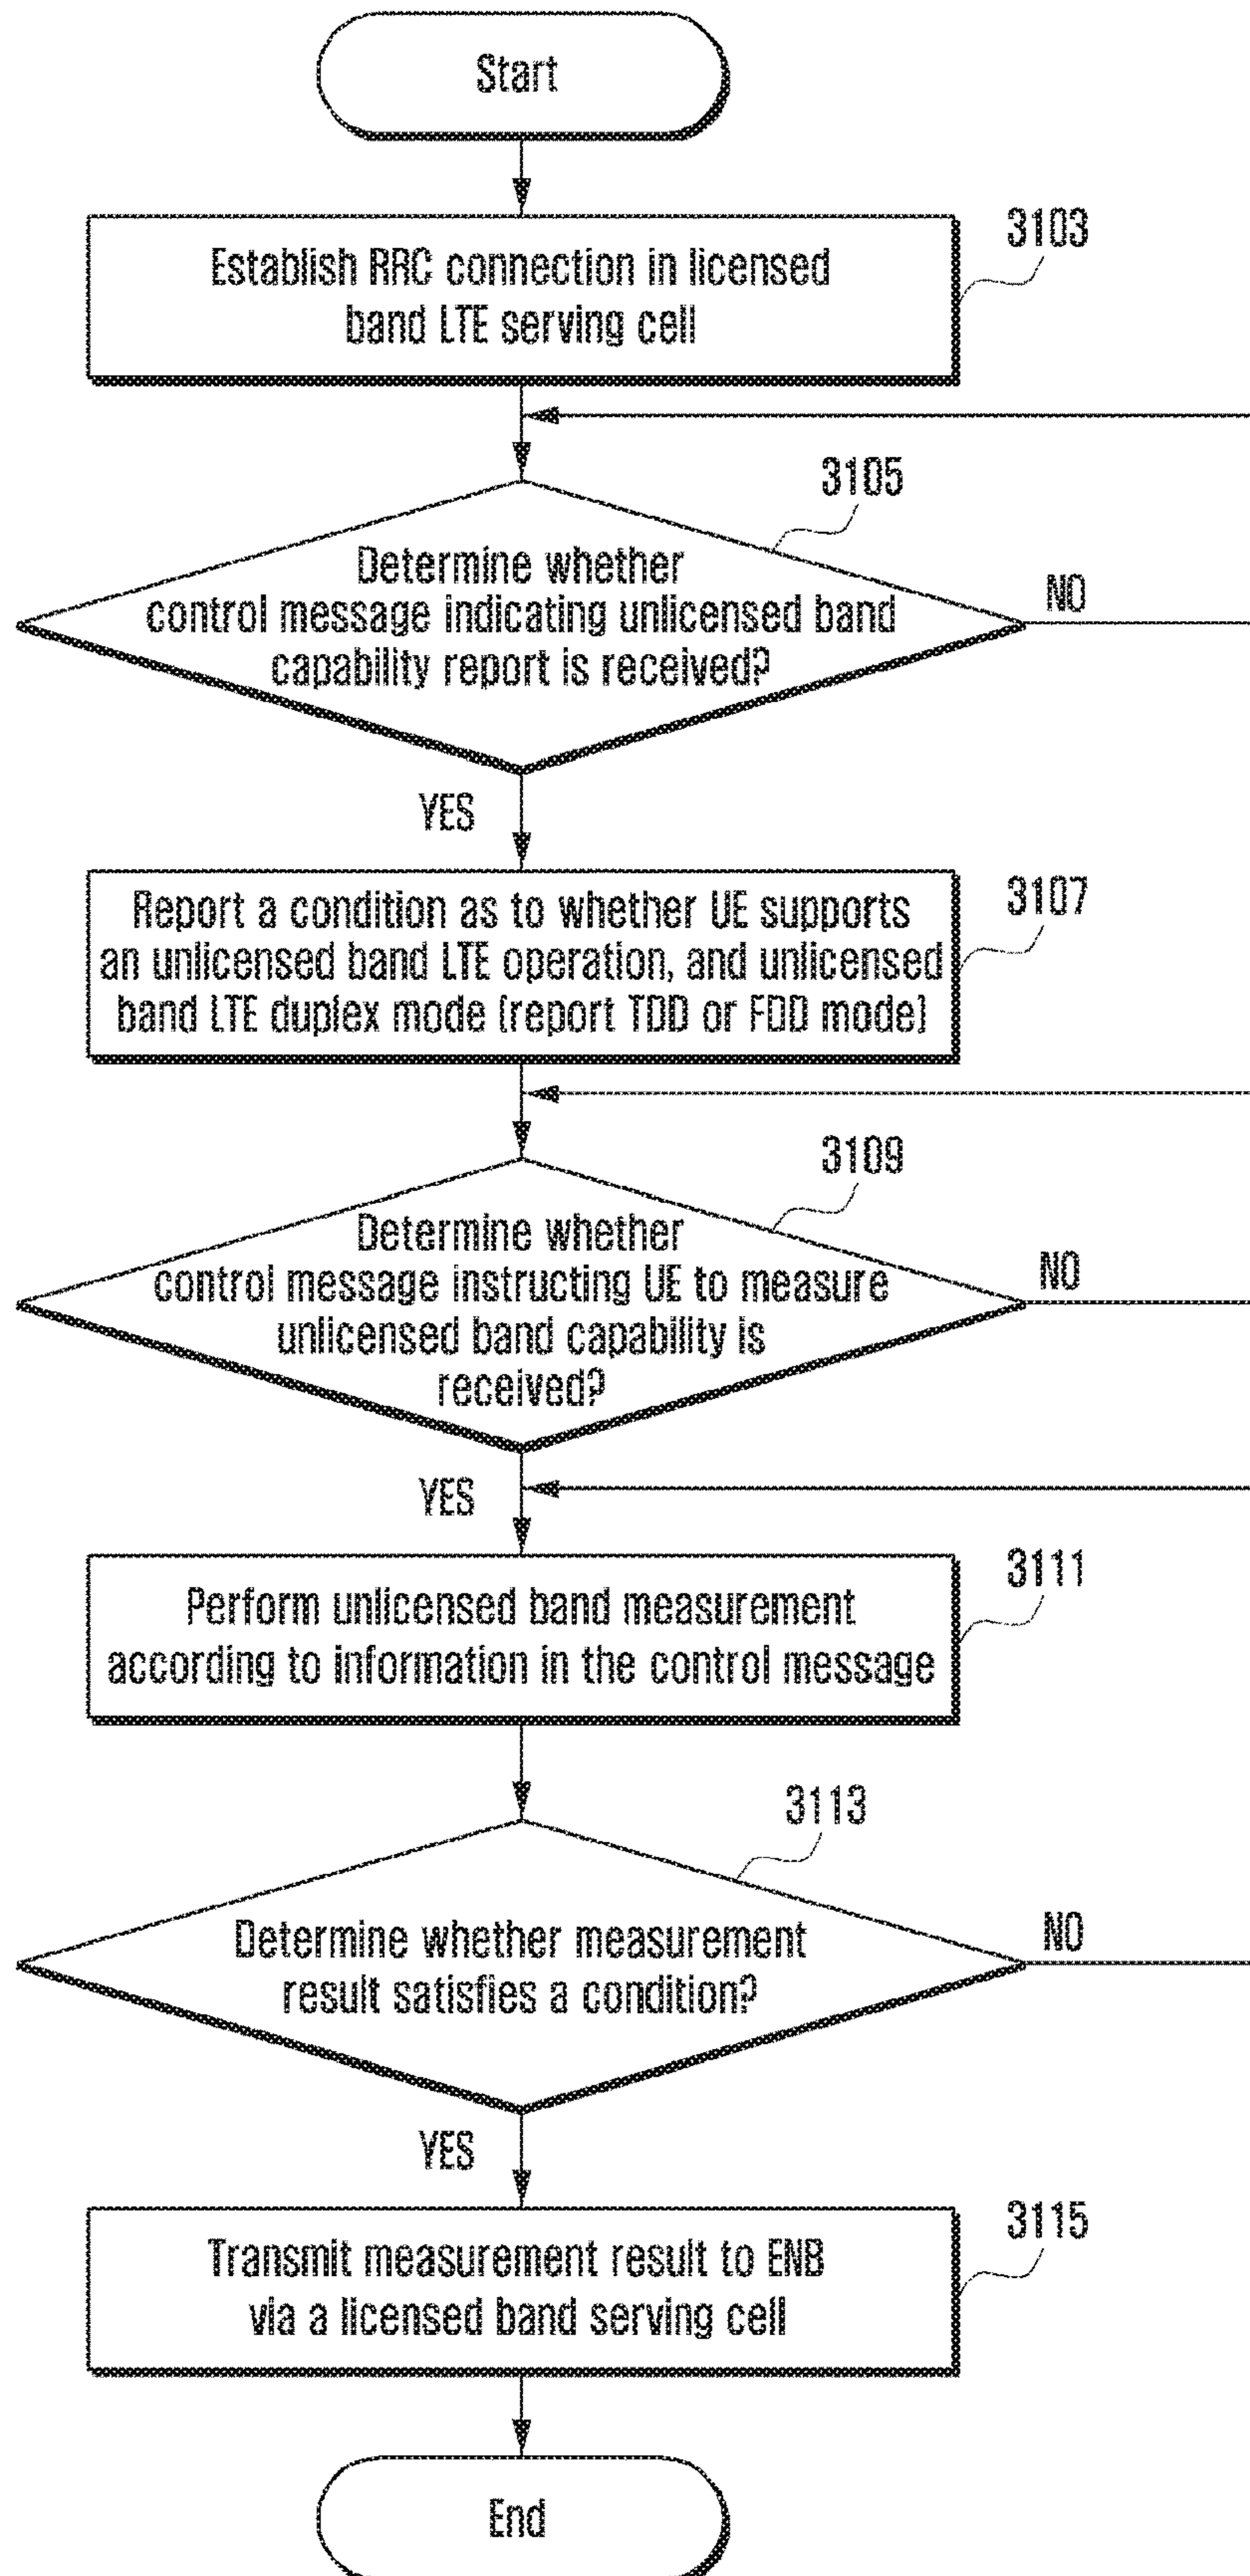 Start
3103
Establish RRC connection in licensed
band LTE serving cell
3105
Determine whether
control message indicating unlicensed band
capability report is received?
NO
YES
3107
Report a condition as to whether UE supports
an unlicensed band LTE operation, and unlicensed
band LTE duplex mode (report TDD or FDD mode)
3109
Determine whether
control message instructing UE to measure
unlicensed band capability is
received?
NO
YES
3111
Perform unlicensed band measurement
according to information in the control message
3113
Determine whether measurement
result satisfies a condition?
NO
YES
3115
Transmit measurement result to ENB
via a licensed band serving cell
End